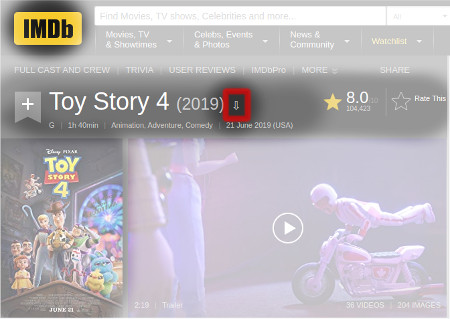 IMDb
Find Movies, TV shows, Celebrities and more...
All
Movies, TV
& Showtimes
Celebs, Events
& Photos
News &
Community
Watchlist
FULL CAST AND CREW | TRIVIA | USER REVIEWS | IMDbPro | MORE
SHARE
+
Toy Story 4 (2019) ⇩
8.0/10
104,423
Rate This
G | 1h 40min | Animation, Adventure, Comedy | 21 June 2019 (USA)
Disney PIXAR
TOY
STORY
4
JUNE 21
2:18 | Trailer
36 VIDEOS | 204 IMAGES